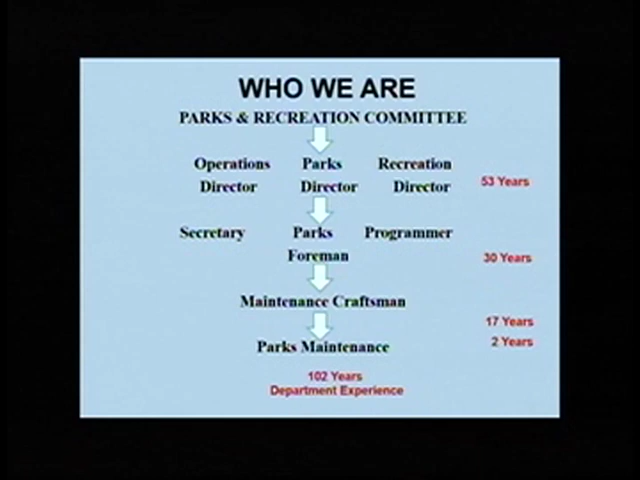 WHO WE ARE
PARKS & RECREATION COMMITTEE
Operations Parks Recreation
Director Director Director
53 Years
Secretary Parks Programmer
Foreman
30 Years
Maintenance Craftsman
17 Years
Parks Maintenance
2 Years
102 Years
Department Experience